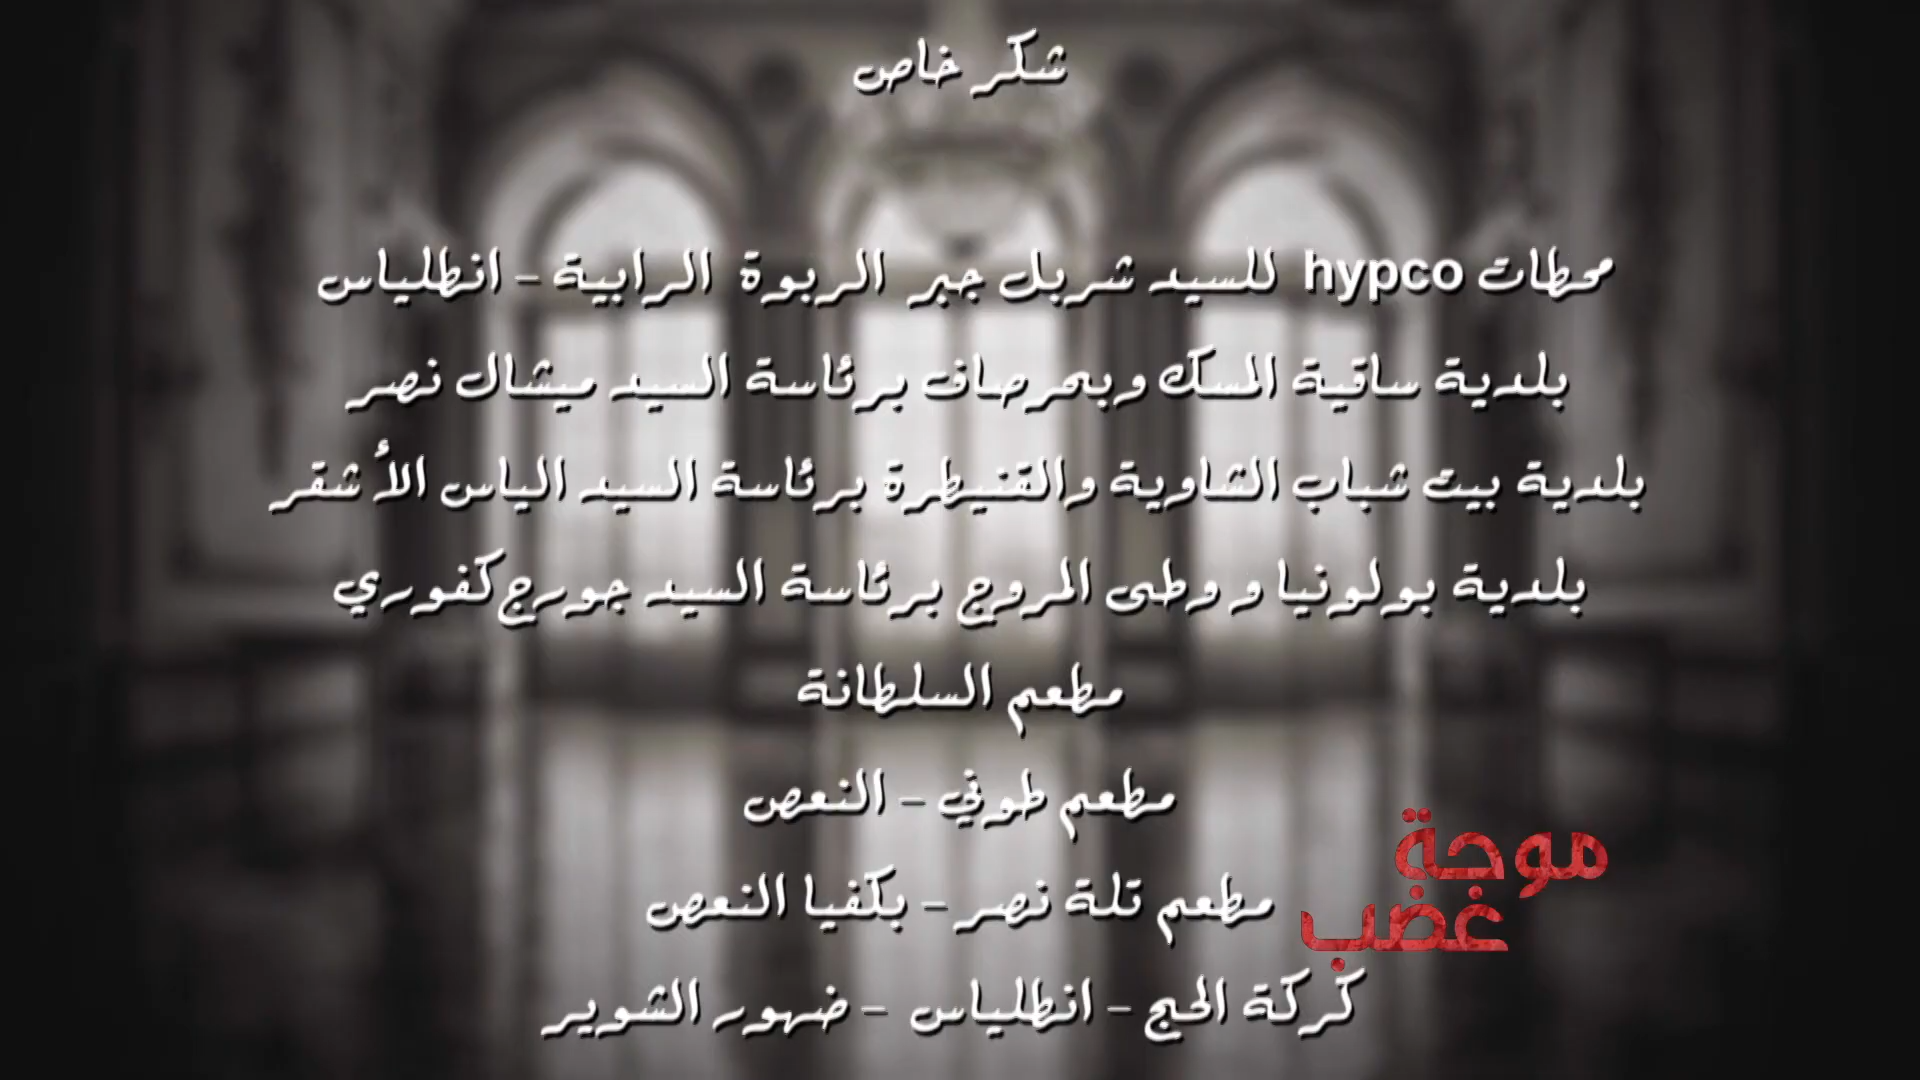 شكر خاص
محطات hypco للسيد شربل جبر الربوة الرابية – انطلياس
بلدية ساقية المسك وبحرصاف برئاسة السيد ميشال نصر
بلدية بيت شباب الشاوية والقنيطرة برئاسة السيد الياس الأشقر
بلدية بولونيا و وطى المروج برئاسة السيد جورج كفوري
مطعم السلطانة
مطعم طوني – النعص
مطعم تلة نصر – بكفيا النعص
كركة الحج – انطلياس – ضهور الشوير
موجة
غضب